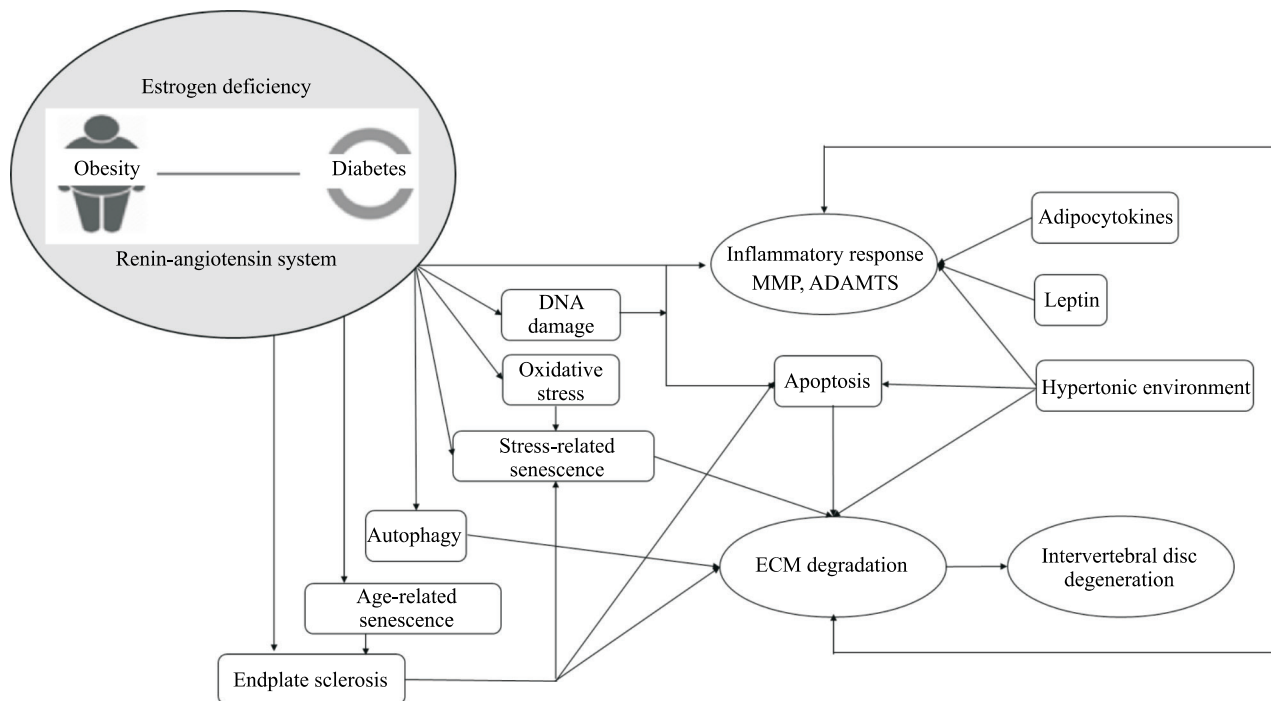 Estrogen deficiency
Obesity
Diabetes
Renin-angiotensin system
Inflammatory response
MMP, ADAMTS
Adipocytokines
Leptin
DNA
damage
Oxidative
stress
Apoptosis
Hypertonic environment
Stress-related
senescence
Autophagy
ECM degradation
Intervertebral disc
degeneration
Age-related
senescence
Endplate sclerosis